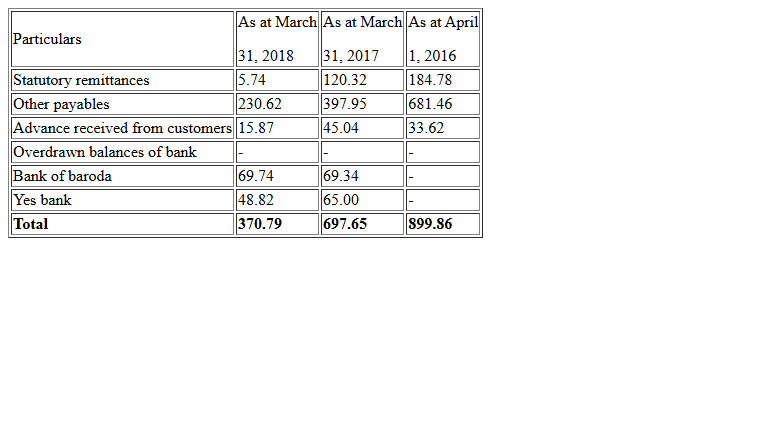 Particulars As at March 31, 2018 As at March 31, 2017 As at April 1, 2016
Statutory remittances 5.74 120.32 184.78
Other payables 230.62 397.95 681.46
Advance received from customers 15.87 45.04 33.62
Overdrawn balances of bank - - -
Bank of baroda 69.74 69.34 -
Yes bank 48.82 65.00 -
Total 370.79 697.65 899.86